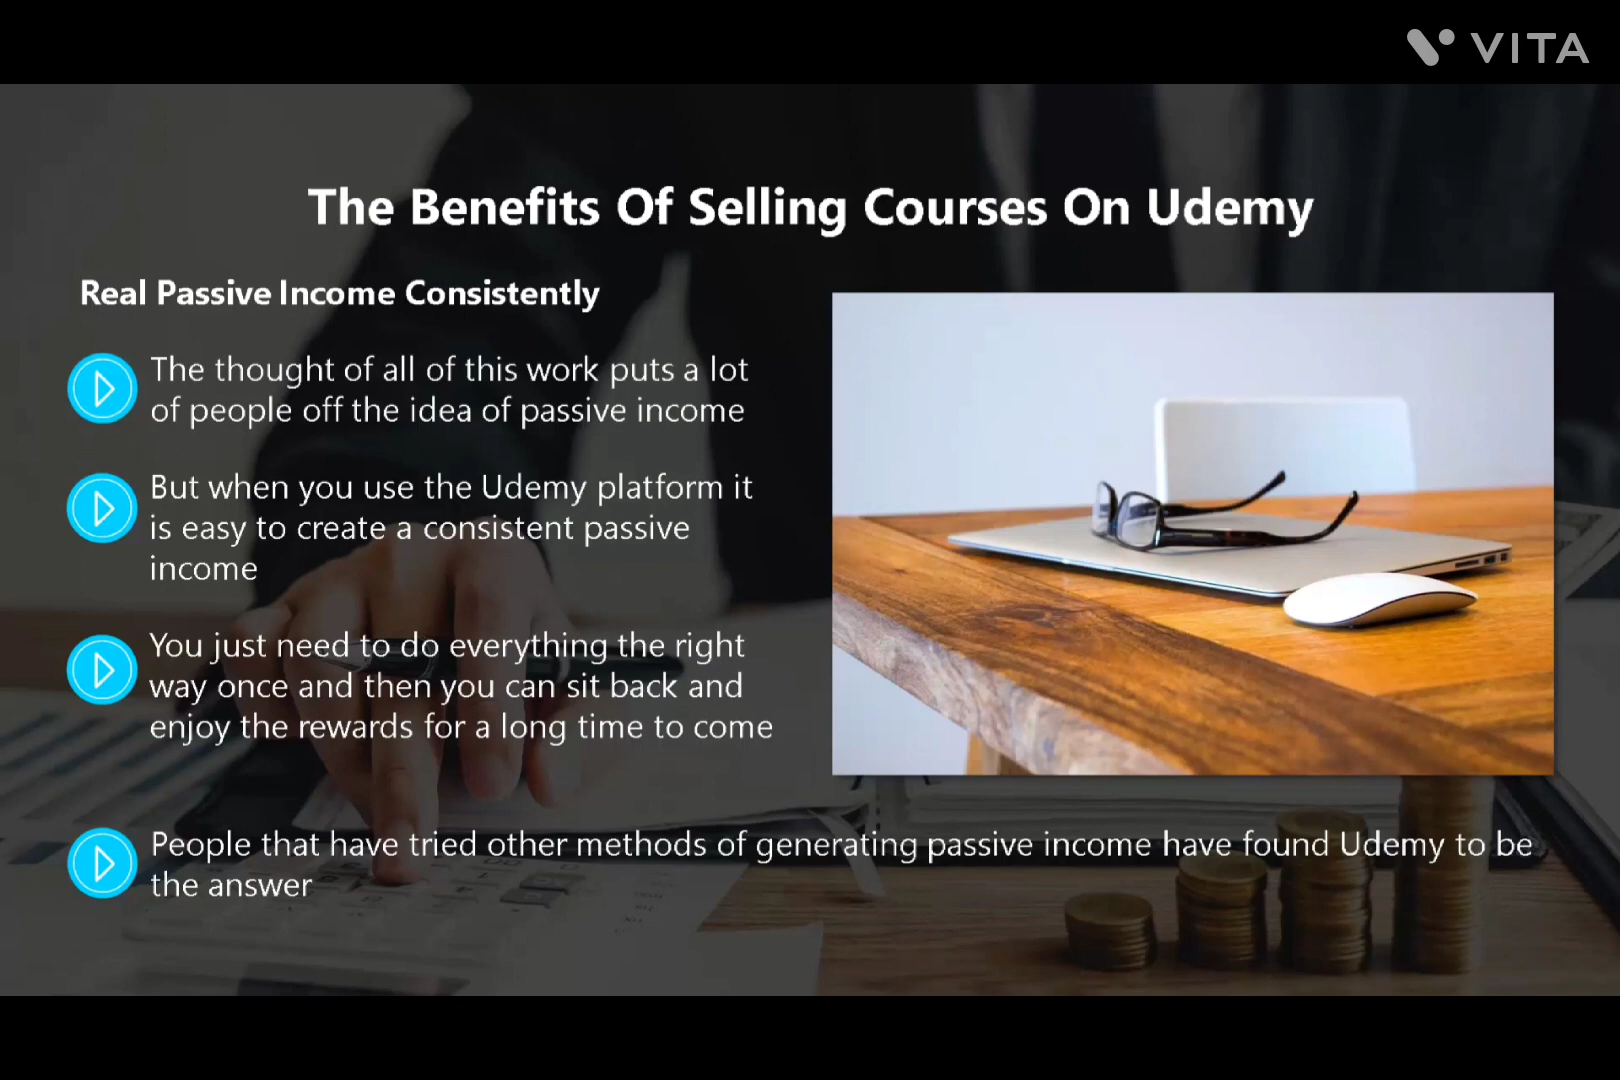 VITA
The Benefits Of Selling Courses On Udemy
Real Passive Income Consistently
The thought of all of this work puts a lot
of people off the idea of passive income
But when you use the Udemy platform it
is easy to create a consistent passive
income
You just need to do everything the right
way once and then you can sit back and
enjoy the rewards for a long time to come
People that have tried other methods of generating passive income have found Udemy to be
the answer